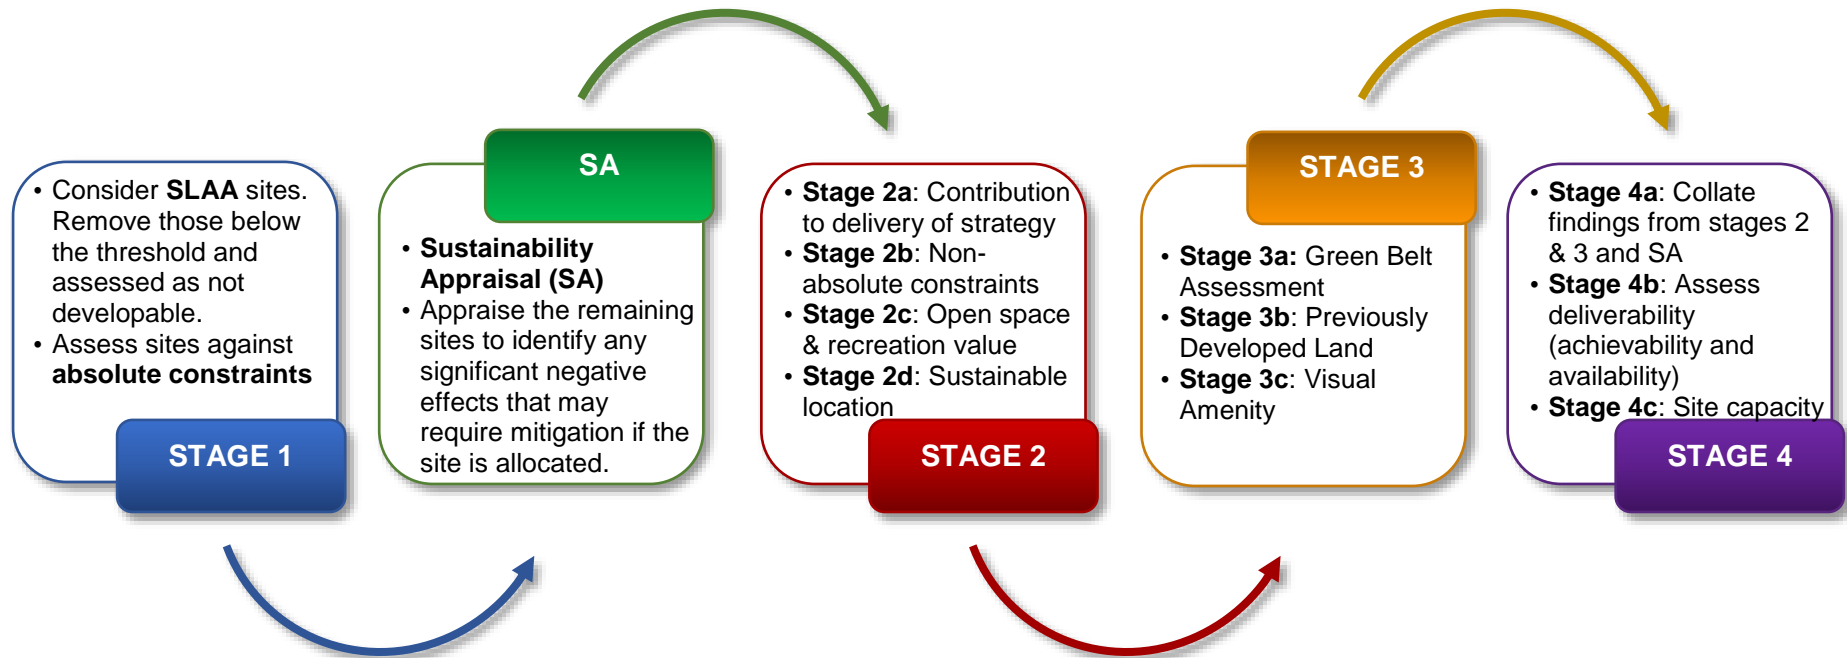 • Consider SLAA sites.
Remove those below
the threshold and
assessed as not
developable.
• Assess sites against
absolute constraints
STAGE 1
SA
• Sustainability
Appraisal (SA)
• Appraise the remaining
sites to identify any
significant negative
effects that may
require mitigation if the
site is allocated.
• Stage 2a: Contribution
to delivery of strategy
• Stage 2b: Non-
absolute constraints
• Stage 2c: Open space
& recreation value
• Stage 2d: Sustainable
location
STAGE 2
STAGE 3
• Stage 3a: Green Belt
Assessment
• Stage 3b: Previously
Developed Land
• Stage 3c: Visual
Amenity
• Stage 4a: Collate
findings from stages 2
& 3 and SA
• Stage 4b: Assess
deliverability
(achievability and
availability)
• Stage 4c: Site capacity
STAGE 4